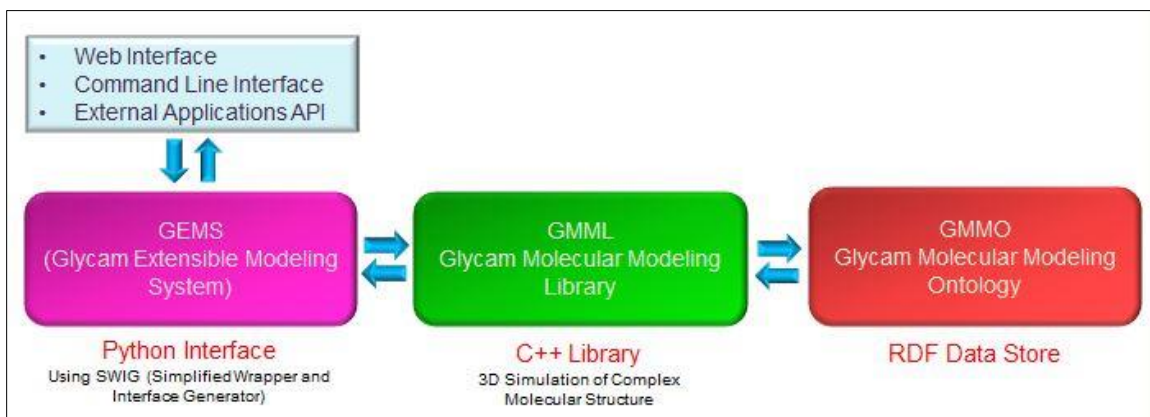 • Web Interface
• Command Line Interface
• External Applications API
GEMS
(Glycam Extensible Modeling
System)
GMML
Glycam Molecular Modeling
Library
GMMO
Glycam Molecular Modeling
Ontology
Python Interface
Using SWIG (Simplified Wrapper and
Interface Generator)
C++ Library
3D Simulation of Complex
Molecular Structure
RDF Data Store